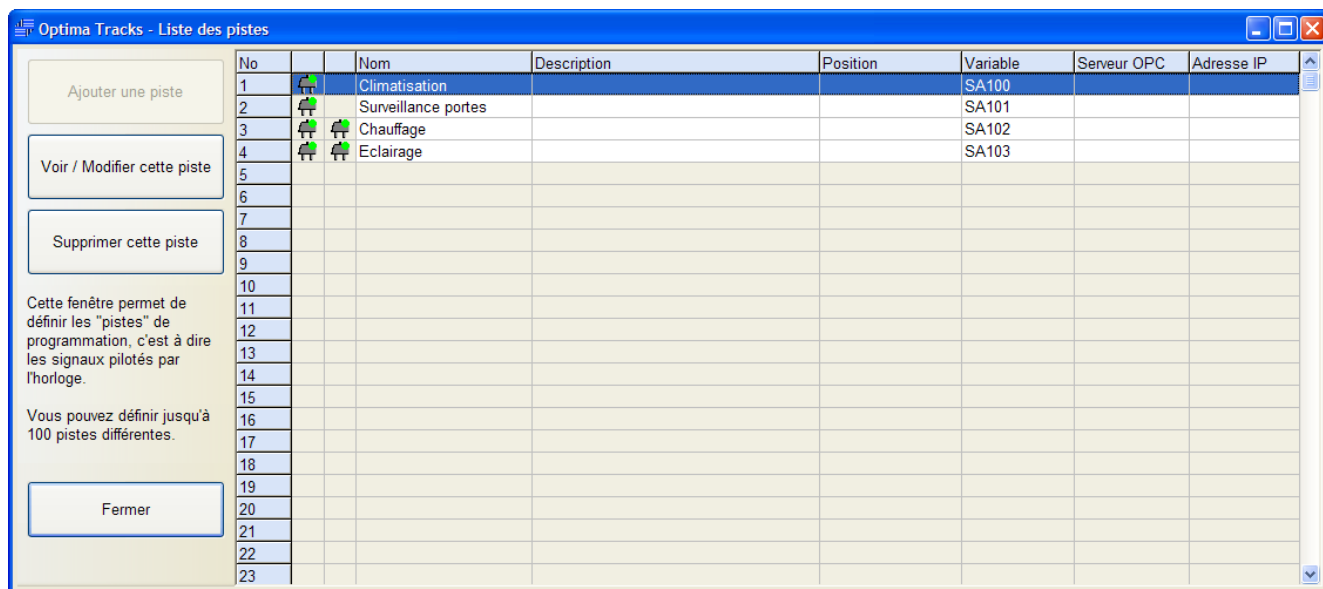 Optima Tracks - Liste des pistes
Ajouter une piste
Voir / Modifier cette piste
Supprimer cette piste
Cette fenêtre permet de
définir les "pistes" de
programmation, c'est à dire
les signaux pilotés par
l'horloge.
Vous pouvez définir jusqu'à
100 pistes différentes.
Fermer
No Nom Description Position Variable Serveur OPC Adresse IP
1 Climatisation SA100
2 Surveillance portes SA101
3 Chauffage SA102
4 Eclairage SA103
5
6
7
8
9
10
11
12
13
14
15
16
17
18
19
20
21
22
23